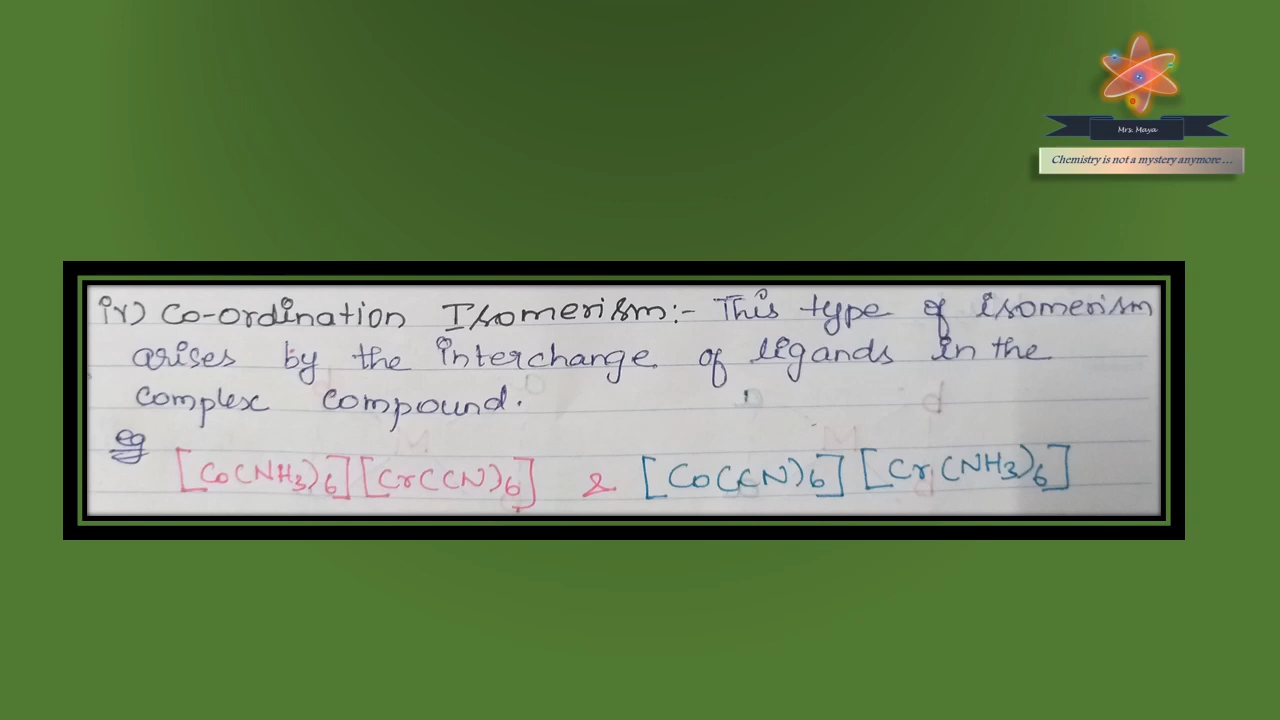 Mrs. Maya
Chemistry is not a mystery anymore ...
iv) Co-ordination Isomerism:- This type of isomerism
arises by the interchange of ligands in the
complex compound.
eg
[Co(NH3)6][Cr(CN)6] & [Co(CN)6][Cr(NH3)6]